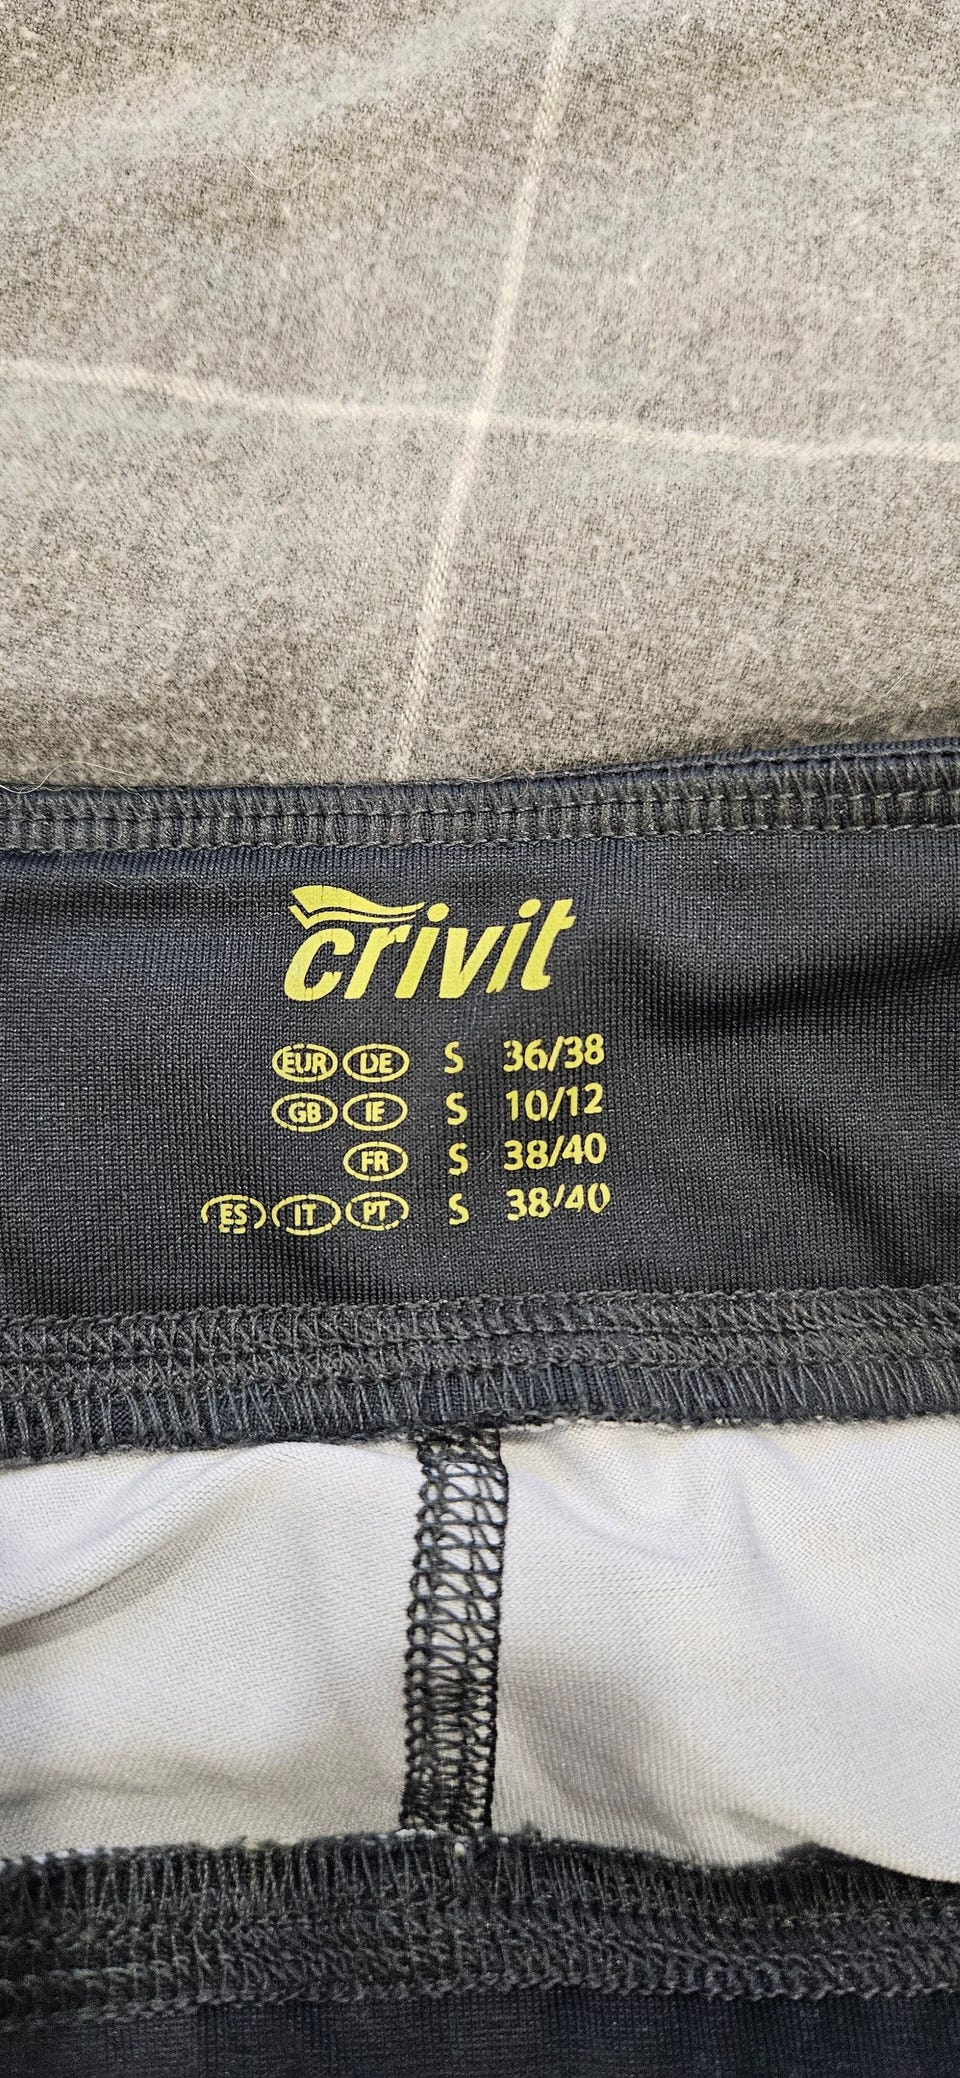 crivit
EUR DE S 36/38
GB IE S 10/12
FR S 38/40
ES IT PT S 38/40